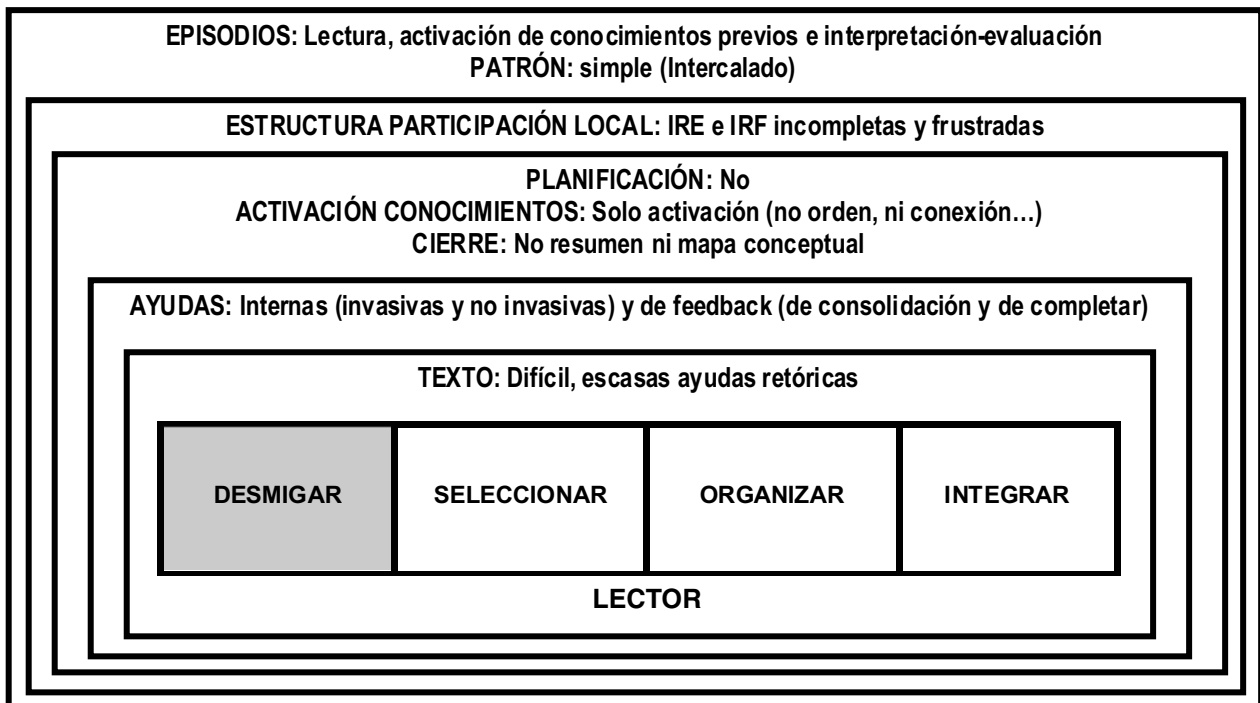 EPISODIOS: Lectura, activación de conocimientos previos e interpretación-evaluación
PATRÓN: simple (Intercalado)
ESTRUCTURA PARTICIPACIÓN LOCAL: IRE e IRF incompletas y frustradas
PLANIFICACIÓN: No
ACTIVACIÓN CONOCIMIENTOS: Solo activación (no orden, ni conexión…)
CIERRE: No resumen ni mapa conceptual
AYUDAS: Internas (invasivas y no invasivas) y de feedback (de consolidación y de completar)
TEXTO: Difícil, escasas ayudas retóricas
DESMIGAR
SELECCIONAR
ORGANIZAR
INTEGRAR
LECTOR